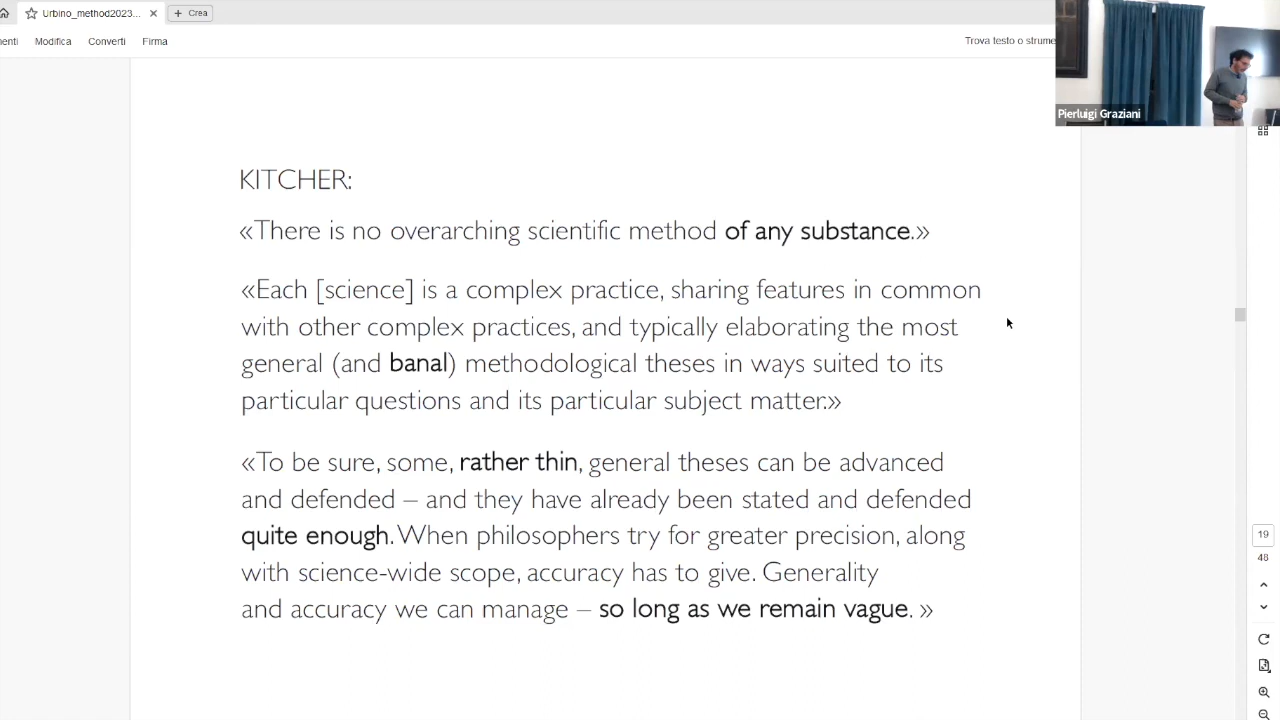 Urbino_method2023...
Crea
Modifica
Converti
Firma
Trova testo o strume
Pierluigi Graziani
KITCHER:
«There is no overarching scientific method of any substance.»
«Each [science] is a complex practice, sharing features in common
with other complex practices, and typically elaborating the most
general (and banal) methodological theses in ways suited to its
particular questions and its particular subject matter.»
«To be sure, some, rather thin, general theses can be advanced
and defended – and they have already been stated and defended
quite enough. When philosophers try for greater precision, along
with science-wide scope, accuracy has to give. Generality
and accuracy we can manage – so long as we remain vague. »
19
48